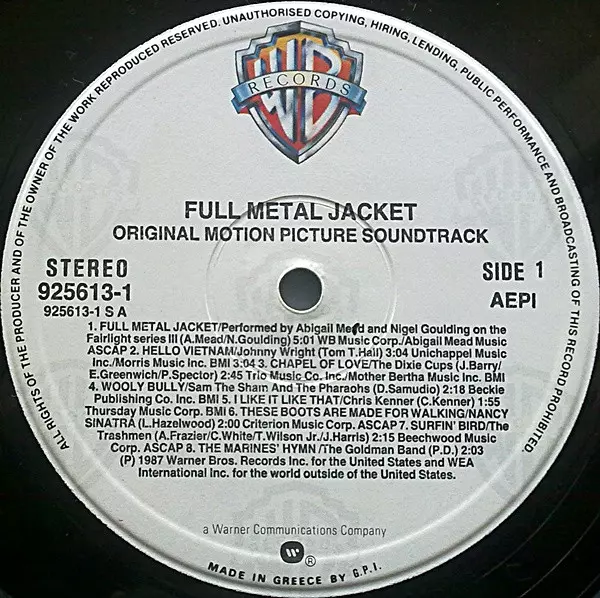 ALL RIGHTS OF THE PRODUCER AND OF THE OWNER OF THE WORK REPRODUCED RESERVED. UNAUTHORISED COPYING, HIRING, LENDING, PUBLIC PERFORMANCE AND BROADCASTING OF THIS RECORD PROHIBITED.
WB
RECORDS
FULL METAL JACKET
ORIGINAL MOTION PICTURE SOUNDTRACK
STEREO
925613-1
925613-1 S A
SIDE 1
AEPI
1. FULL METAL JACKET/Performed by Abigail Mead and Nigel Goulding on the
Fairlight series III (A.Mead/N.Goulding) 5:01 WB Music Corp./Abigail Mead Music
ASCAP 2. HELLO VIETNAM/Johnny Wright (Tom T.Hall) 3:04 Unichappel Music
Inc./Morris Music Inc. BMI 3:04 3. CHAPEL OF LOVE/The Dixie Cups (J.Barry/
E.Greenwich/P.Spector) 2:45 Trio Music Co. Inc./Mother Bertha Music Inc. BMI
4. WOOLY BULLY/Sam The Sham And The Pharaohs (D.Samudio) 2:18 Beckie
Publishing Co. Inc. BMI 5. I LIKE IT LIKE THAT/Chris Kenner (C.Kenner) 1:55
Thursday Music Corp. BMI 6. THESE BOOTS ARE MADE FOR WALKING/NANCY
SINATRA (L.Hazelwood) 2:00 Criterion Music Corp. ASCAP 7. SURFIN' BIRD/The
Trashmen (A.Frazier/C.White/T.Wilson Jr./J.Harris) 2:15 Beechwood Music
Corp. ASCAP 8. THE MARINES' HYMN /The Goldman Band (P.D.) 2:03
(P) 1987 Warner Bros. Records Inc. for the United States and WEA
International Inc. for the world outside of the United States.
a Warner Communications Company
®
MADE IN GREECE BY G.P.I.